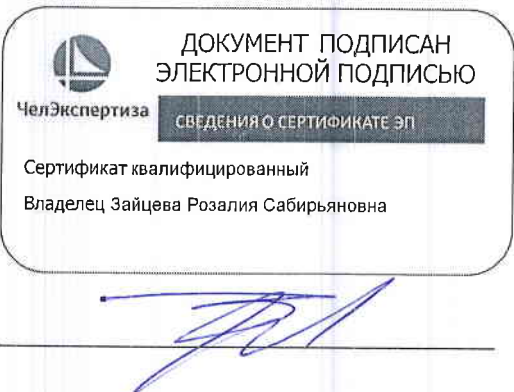 ДОКУМЕНТ ПОДПИСАН
ЭЛЕКТРОННОЙ ПОДПИСЬЮ
ЧелЭкспертиза
СВЕДЕНИЯ О СЕРТИФИКАТЕ ЭП
Сертификат квалифицированный
Владелец Зайцева Розалия Сабирьяновна